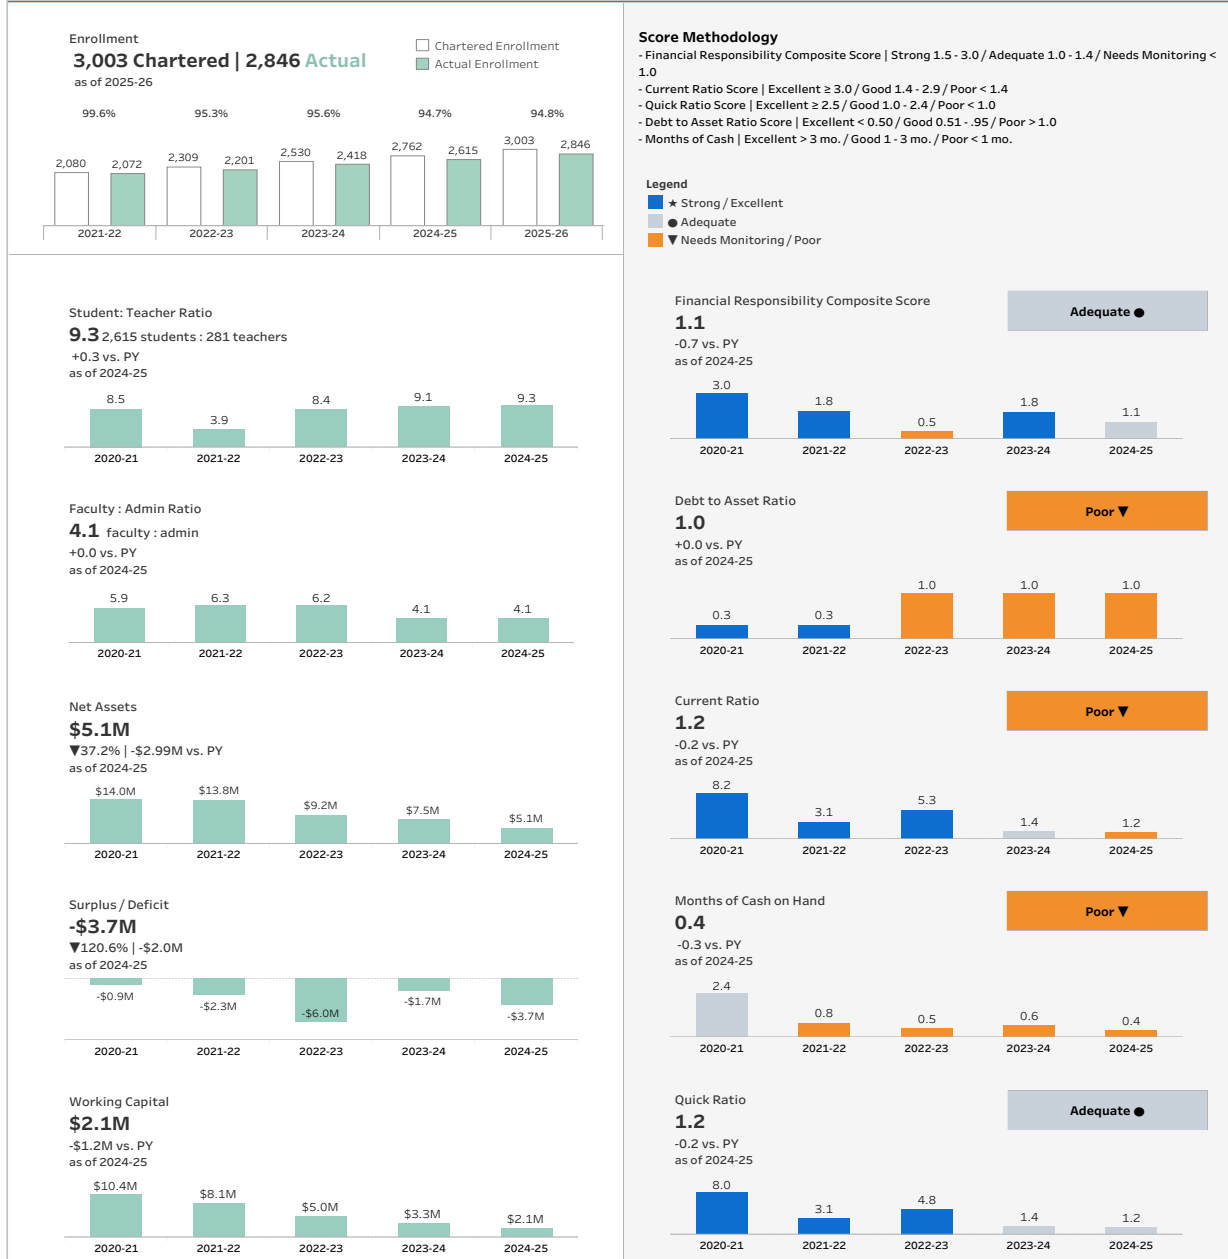 Enrollment
3,003 Chartered | 2,846 Actual
as of 2025-26
Chartered Enrollment
Actual Enrollment
99.6% 95.3% 95.6% 94.7% 94.8%
2,080 2,072 2,309 2,201 2,530 2,418 2,762 2,615 3,003 2,846
2021-22 2022-23 2023-24 2024-25 2025-26
Score Methodology
- Financial Responsibility Composite Score | Strong 1.5 - 3.0 / Adequate 1.0 - 1.4 / Needs Monitoring <
1.0
- Current Ratio Score | Excellent ≥ 3.0 / Good 1.4 - 2.9 / Poor < 1.4
- Quick Ratio Score | Excellent ≥ 2.5 / Good 1.0 - 2.4 / Poor < 1.0
- Debt to Asset Ratio Score | Excellent < 0.50 / Good 0.51 - .95 / Poor > 1.0
- Months of Cash | Excellent > 3 mo. / Good 1 - 3 mo. / Poor < 1 mo.
Legend
★ Strong / Excellent
● Adequate
▼ Needs Monitoring / Poor
Student: Teacher Ratio
9.3 2,615 students : 281 teachers
+0.3 vs. PY
as of 2024-25
8.5 3.9 8.4 9.1 9.3
2020-21 2021-22 2022-23 2023-24 2024-25
Faculty : Admin Ratio
4.1 faculty : admin
+0.0 vs. PY
as of 2024-25
5.9 6.3 6.2 4.1 4.1
2020-21 2021-22 2022-23 2023-24 2024-25
Net Assets
$5.1M
▼37.2% | -$2.99M vs. PY
as of 2024-25
$14.0M $13.8M $9.2M $7.5M $5.1M
2020-21 2021-22 2022-23 2023-24 2024-25
Surplus / Deficit
-$3.7M
▼120.6% | -$2.0M
as of 2024-25
-$0.9M -$2.3M -$6.0M -$1.7M -$3.7M
2020-21 2021-22 2022-23 2023-24 2024-25
Working Capital
$2.1M
-$1.2M vs. PY
as of 2024-25
$10.4M $8.1M $5.0M $3.3M $2.1M
2020-21 2021-22 2022-23 2023-24 2024-25
Financial Responsibility Composite Score
1.1
-0.7 vs. PY
as of 2024-25
Adequate ●
3.0 1.8 0.5 1.8 1.1
2020-21 2021-22 2022-23 2023-24 2024-25
Debt to Asset Ratio
1.0
+0.0 vs. PY
as of 2024-25
Poor ▼
0.3 0.3 1.0 1.0 1.0
2020-21 2021-22 2022-23 2023-24 2024-25
Current Ratio
1.2
-0.2 vs. PY
as of 2024-25
Poor ▼
8.2 3.1 5.3 1.4 1.2
2020-21 2021-22 2022-23 2023-24 2024-25
Months of Cash on Hand
0.4
-0.3 vs. PY
as of 2024-25
Poor ▼
2.4 0.8 0.5 0.6 0.4
2020-21 2021-22 2022-23 2023-24 2024-25
Quick Ratio
1.2
-0.2 vs. PY
as of 2024-25
Adequate ●
8.0 3.1 4.8 1.4 1.2
2020-21 2021-22 2022-23 2023-24 2024-25